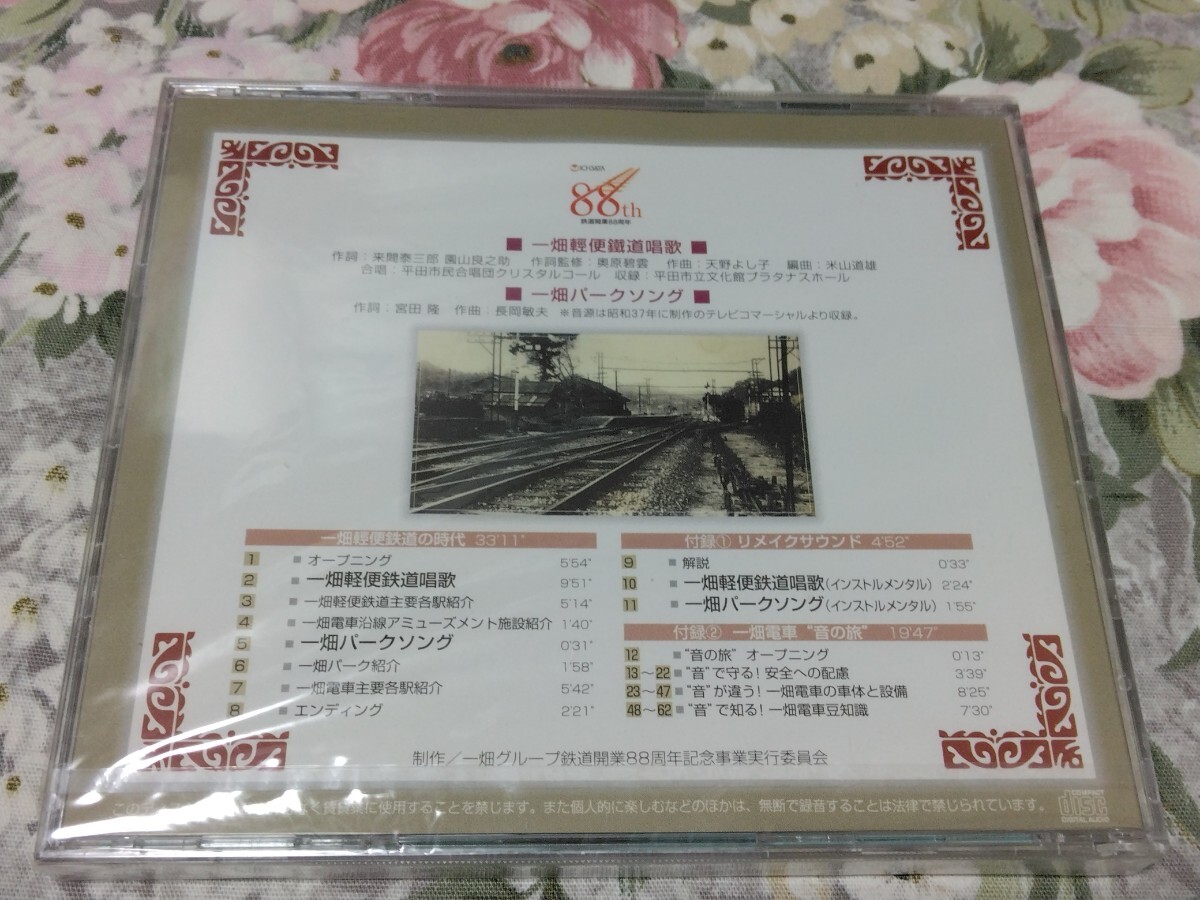 88th
鉄道開業88周年
■ 一畑輕便鐵道唱歌 ■
作詞:来間泰三郎 園山良之助 作詞監修:奥原碧雲 作曲:天野よし子 編曲:米山道雄
合唱:平田市民合唱団クリスタルコール 収録:平田市立文化館プラタナスホール
■ 一畑パークソング ■
作詞:宮田 隆 作曲:長岡敏夫 ※音源は昭和37年に制作のテレビコマーシャルより収録。
一畑軽便鉄道の時代 33'11"
1 ■ オープニング 5'54"
2 ■ 一畑軽便鉄道唱歌 9'51"
3 ■ 一畑軽便鉄道主要各駅紹介 5'14"
4 ■ 一畑電車沿線アミューズメント施設紹介 1'40"
5 ■ 一畑パークソング 0'31"
6 ■ 一畑パーク紹介 1'58"
7 ■ 一畑電車主要各駅紹介 5'42"
8 ■ エンディング 2'21"
付録① リメイクサウンド 4'52"
9 ■ 解説 0'33"
10 ■ 一畑軽便鉄道唱歌(インストルメンタル) 2'24"
11 ■ 一畑パークソング(インストルメンタル) 1'55"
付録② 一畑電車 "音の旅" 19'47"
12 ■ "音の旅" オープニング 0'13"
13～22 ■ "音"で守る!安全への配慮 3'39"
23～47 ■ "音"が違う!一畑電車の車体と設備 8'25"
48～62 ■ "音"で知る!一畑電車豆知識 7'30"
制作/一畑グループ鉄道開業88周年記念事業実行委員会
賃貸業に使用することを禁じます。また個人的に楽しむなどのほかは、無断で録音することは法律で禁じられています。
COMPACT
disc
DIGITAL AUDIO